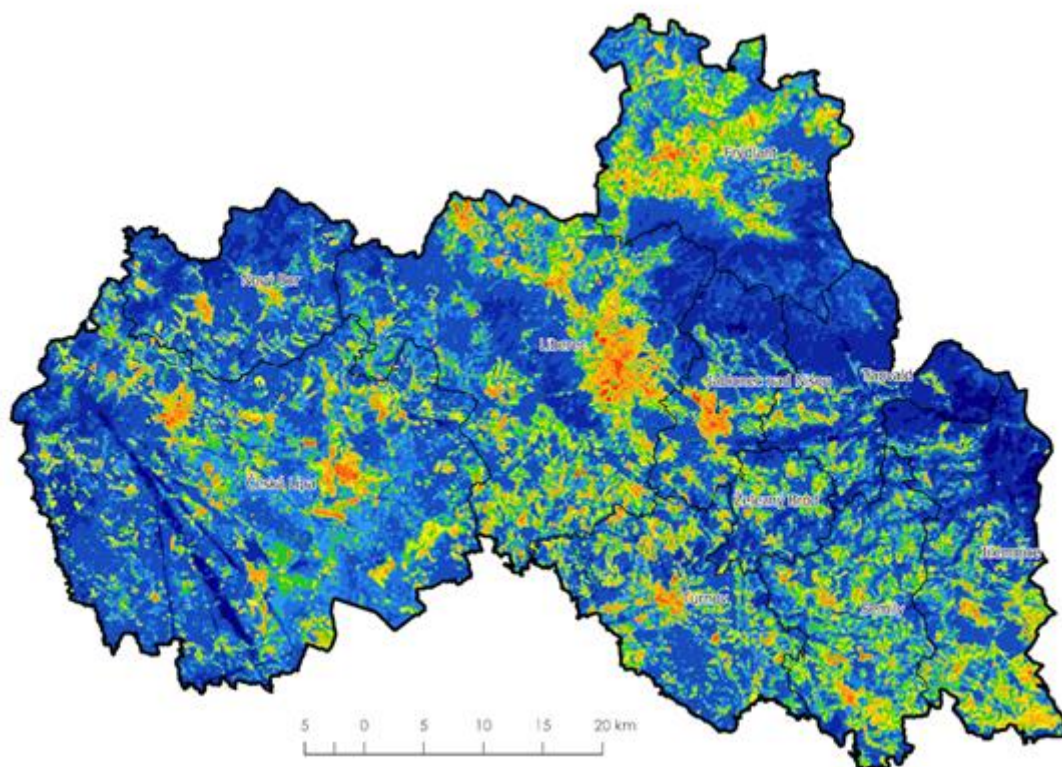 Frýdlant
Nový Bor
Liberec
Jablonec nad Nisou
Tanvald
Česká Lípa
Železný Brod
Jilemnice
Turnov
Semily
5 0 5 10 15 20 km